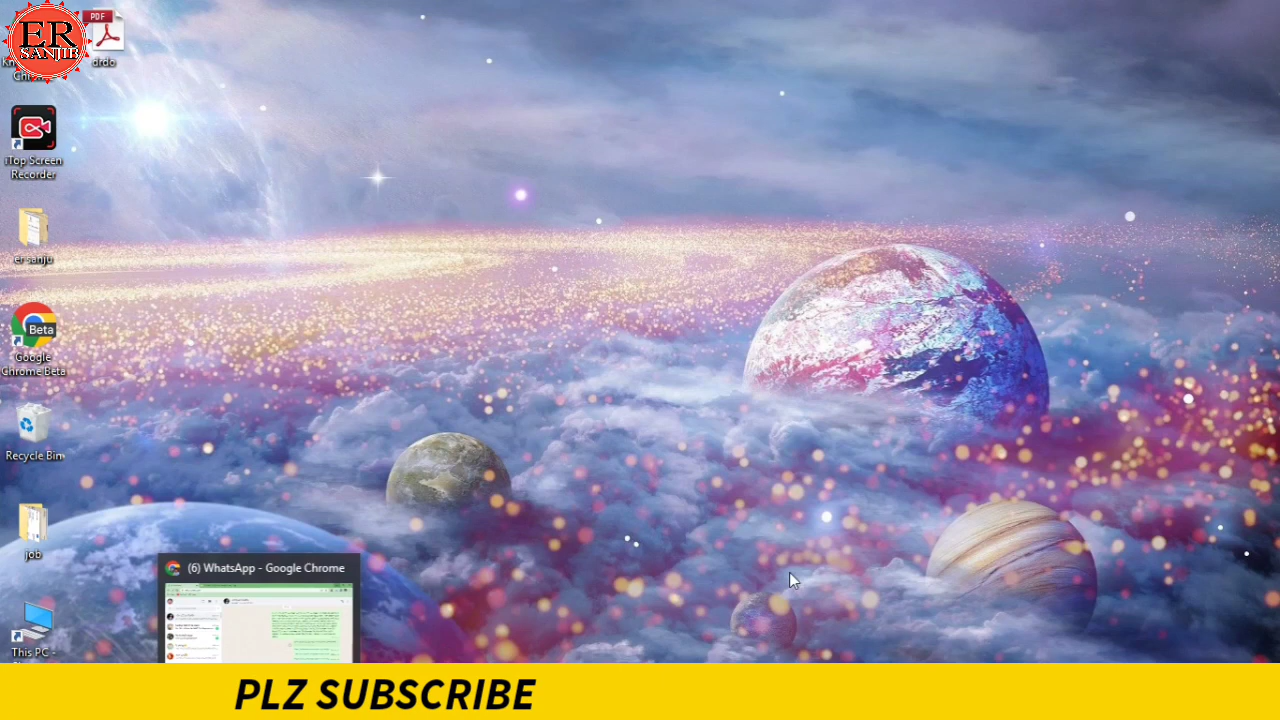 PDF
ER
SANJIB
drdo
iTop Screen
Recorder
er sanju
Beta
Google
Chrome Beta
Recycle Bin
job
(6) WhatsApp - Google Chrome
This PC -
PLZ SUBSCRIBE